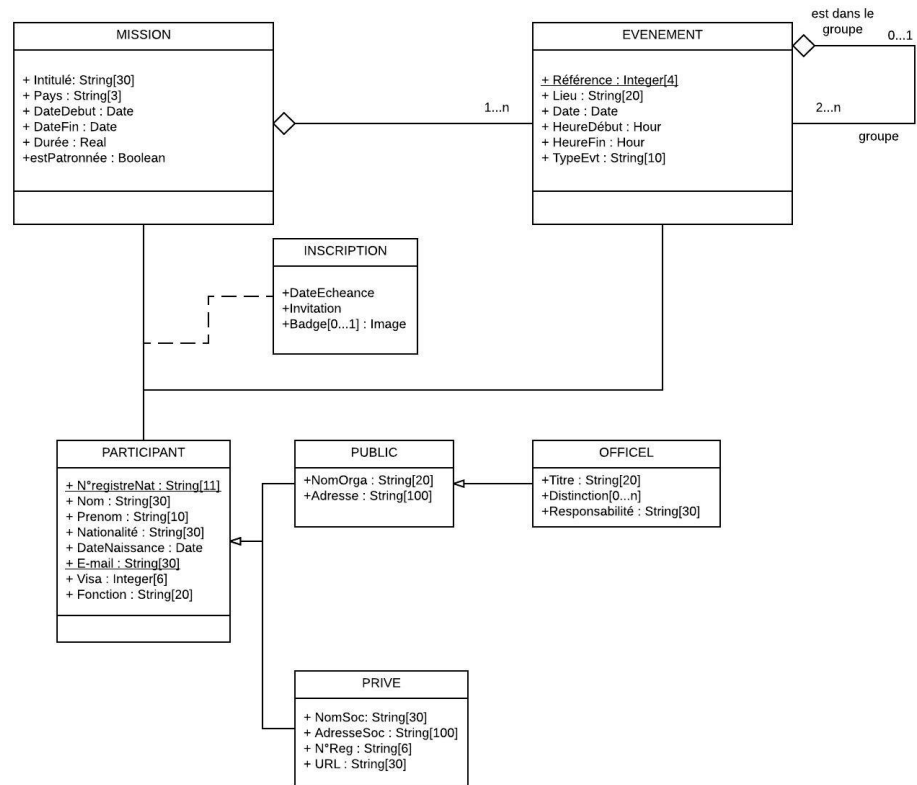 MISSION
+ Intitulé: String[30]
+ Pays : String[3]
+ DateDebut : Date
+ DateFin : Date
+ Durée : Real
+estPatronnée : Boolean
1...n
EVENEMENT
+ Référence : Integer[4]
+ Lieu : String[20]
+ Date : Date
+ HeureDébut : Hour
+ HeureFin : Hour
+ TypeEvt : String[10]
est dans le
groupe
0...1
2...n
groupe
INSCRIPTION
+DateEcheance
+Invitation
+Badge[0...1] : Image
PARTICIPANT
+ N°registreNat : String[11]
+ Nom : String[30]
+ Prenom : String[10]
+ Nationalité : String[30]
+ DateNaissance : Date
+ E-mail : String[30]
+ Visa : Integer[6]
+ Fonction : String[20]
PUBLIC
+NomOrga : String[20]
+Adresse : String[100]
OFFICEL
+Titre : String[20]
+Distinction[0...n]
+Responsabilité : String[30]
PRIVE
+ NomSoc: String[30]
+ AdresseSoc : String[100]
+ N°Reg : String[6]
+ URL : String[30]